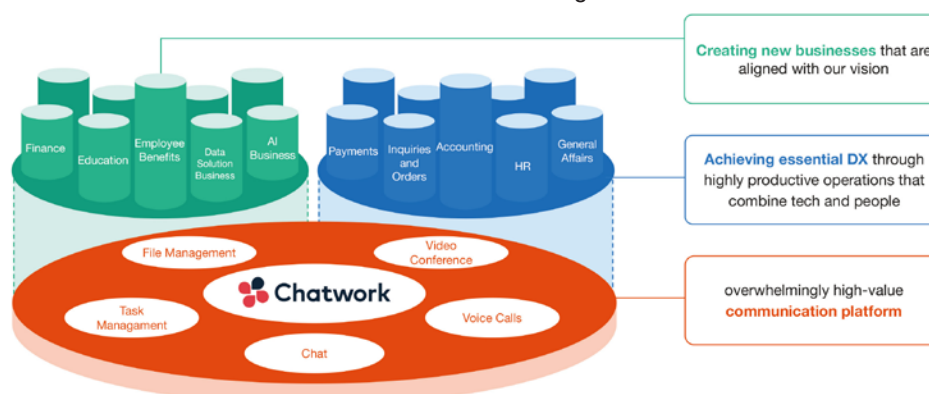 Creating new businesses that are
aligned with our vision
Finance
Education
Employee
Benefits
Data
Solution
Business
AI
Business
Payments
Inquiries
and
Orders
Accounting
HR
General
Affairs
Achieving essential DX through
highly productive operations that
combine tech and people
File Management
Video
Conference
Chatwork
Task
Managament
Voice Calls
Chat
overwhelmingly high-value
communication platform